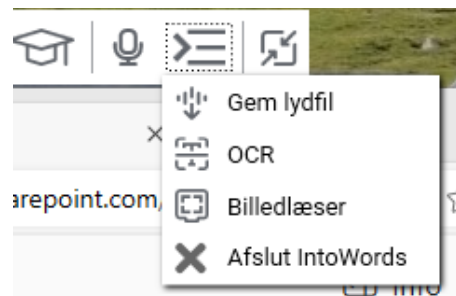 Gem lydfil
OCR
arepoint.com/
Billedlæser
Afslut IntoWords
Info